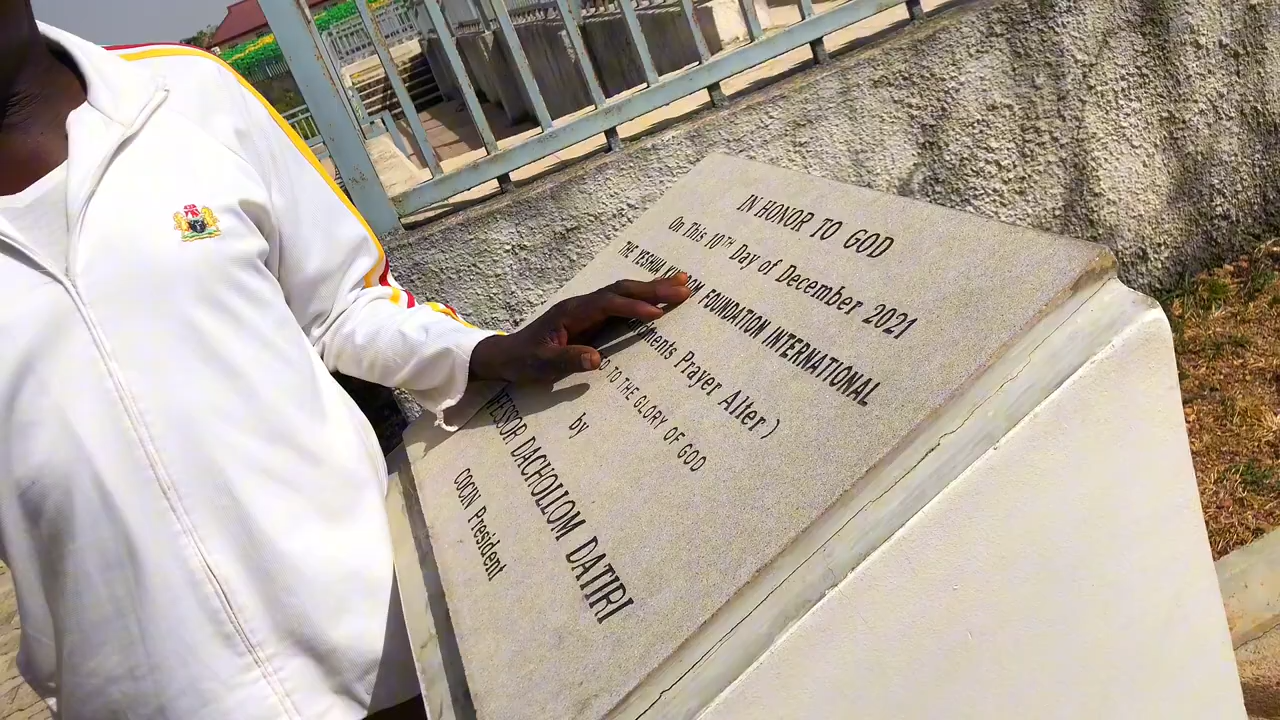 IN HONOR TO GOD
On This 10TH Day of December 2021
THE YESHUA FOUNDATION INTERNATIONAL
Prayer Alter )
TO THE GLORY OF GOD
by
DACHOLLOM DATIRI
COCIN President